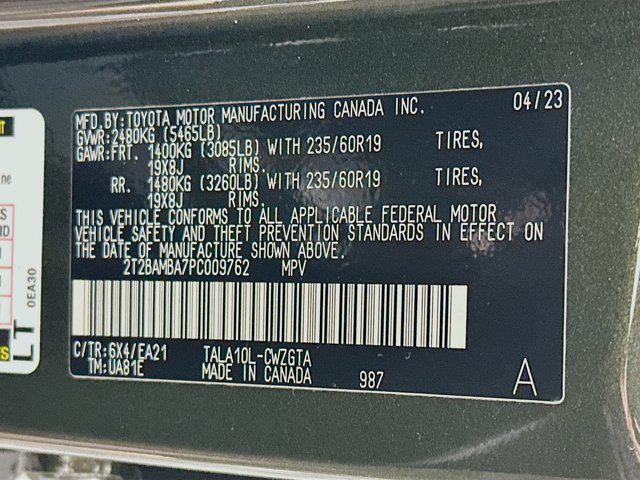 MFD.BY:TOYOTA MOTOR MANUFACTURING CANADA INC. 04/23
GVWR:2480KG (5465LB)
GAWR:FRT. 1400KG (3085LB) WITH 235/60R19 TIRES,
19X8J RIMS.
RR. 1480KG (3260LB) WITH 235/60R19 TIRES,
19X8J RIMS.
THIS VEHICLE CONFORMS TO ALL APPLICABLE FEDERAL MOTOR
VEHICLE SAFETY AND THEFT PREVENTION STANDARDS IN EFFECT ON
THE DATE OF MANUFACTURE SHOWN ABOVE.
2T2BAMBA7PC009762 MPV
C/TR:6X4/EA21 TALA10L-CWZGTA
TM:UA81E MADE IN CANADA 987 A
0EA30
LT